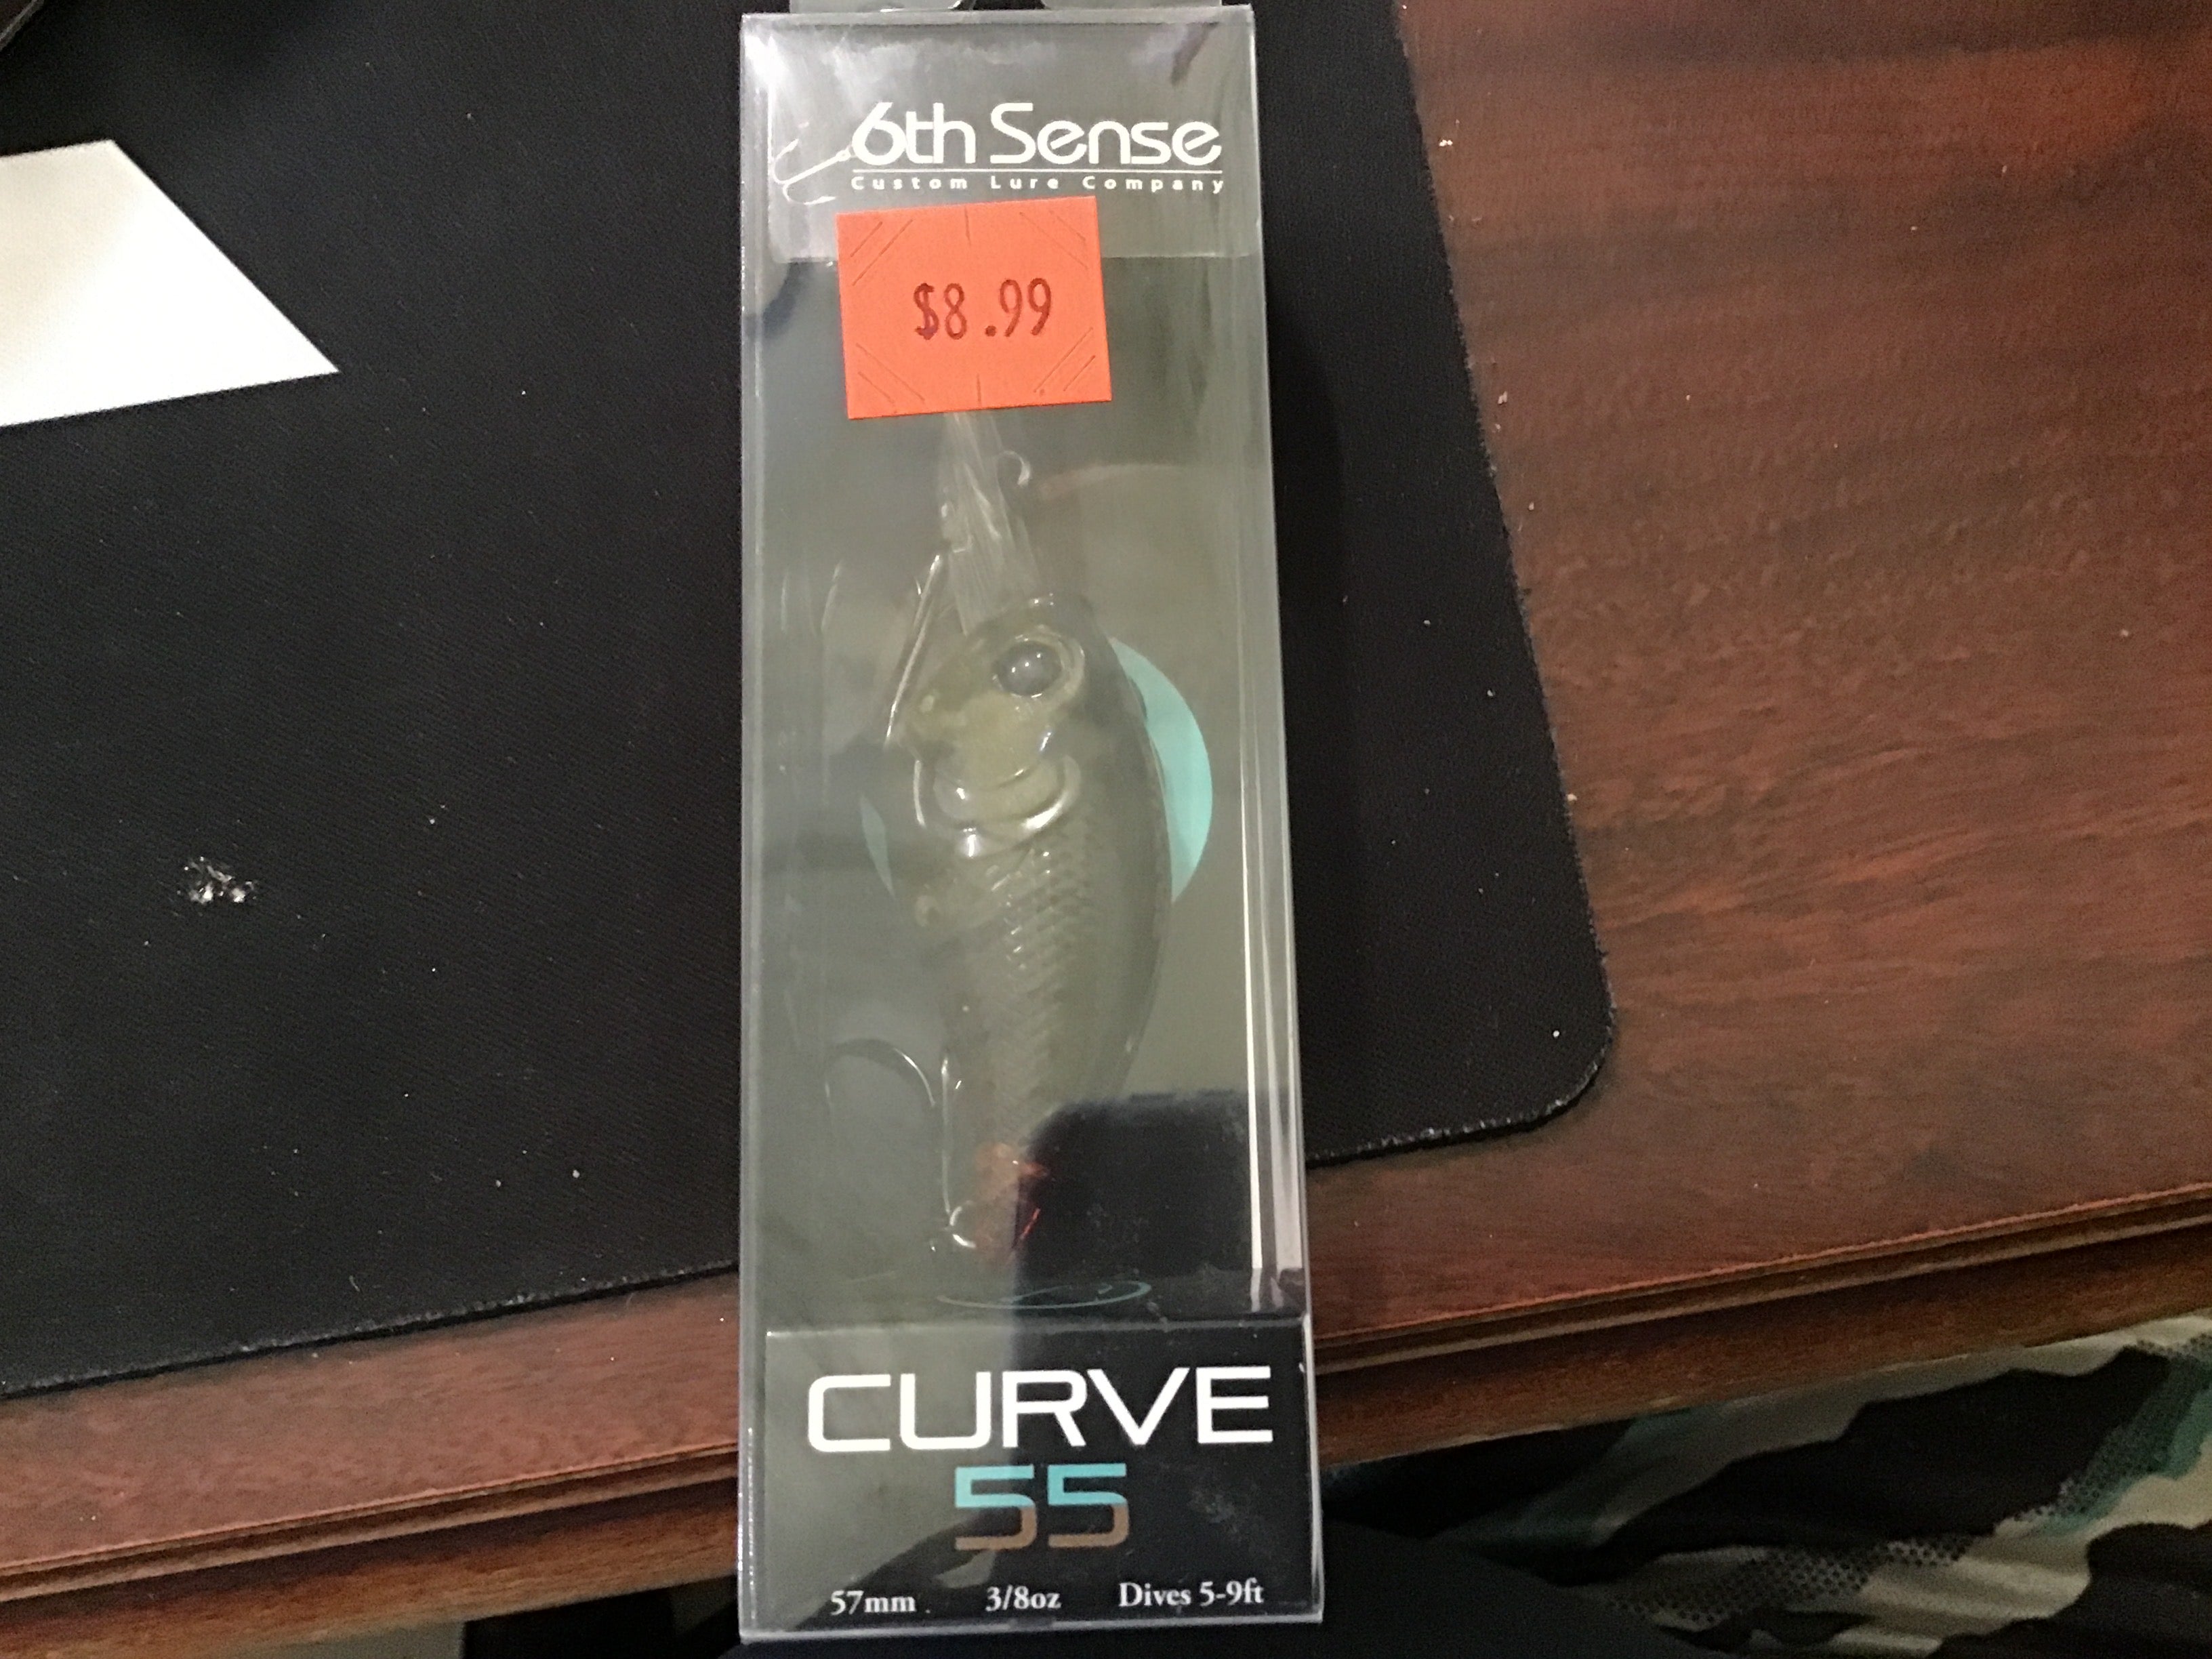 6th Sense
Custom Lure Company
$8.99
CURVE
55
57mm 3/8oz Dives 5-9ft